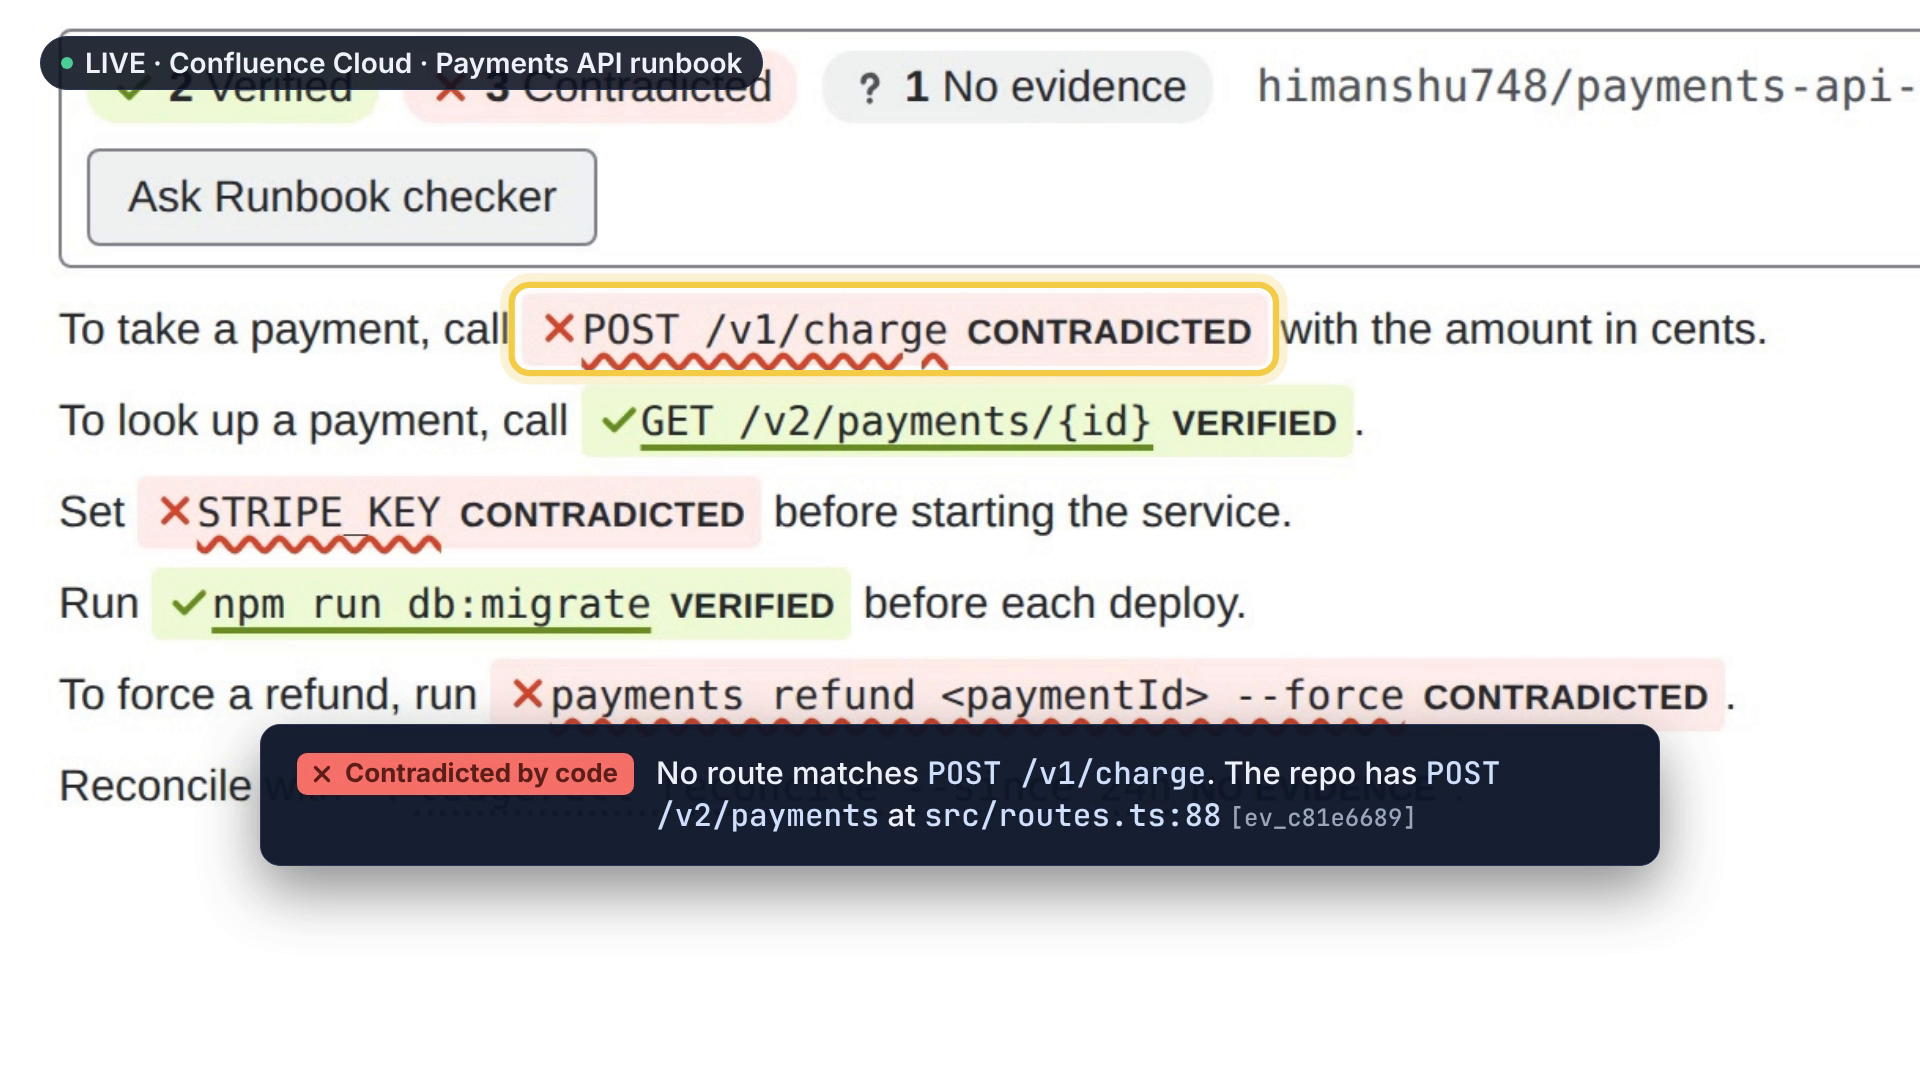 LIVE · Confluence Cloud · Payments API runbook
2 Verified 3 Contradicted ? 1 No evidence himanshu748/payments-api-
Ask Runbook checker
To take a payment, call POST /v1/charge CONTRADICTED with the amount in cents.
To look up a payment, call GET /v2/payments/{id} VERIFIED .
Set STRIPE_KEY CONTRADICTED before starting the service.
Run npm run db:migrate VERIFIED before each deploy.
To force a refund, run payments refund <paymentId> --force CONTRADICTED .
Reconcile
Contradicted by code No route matches POST /v1/charge. The repo has POST
/v2/payments at src/routes.ts:88 [ev_c81e6689]